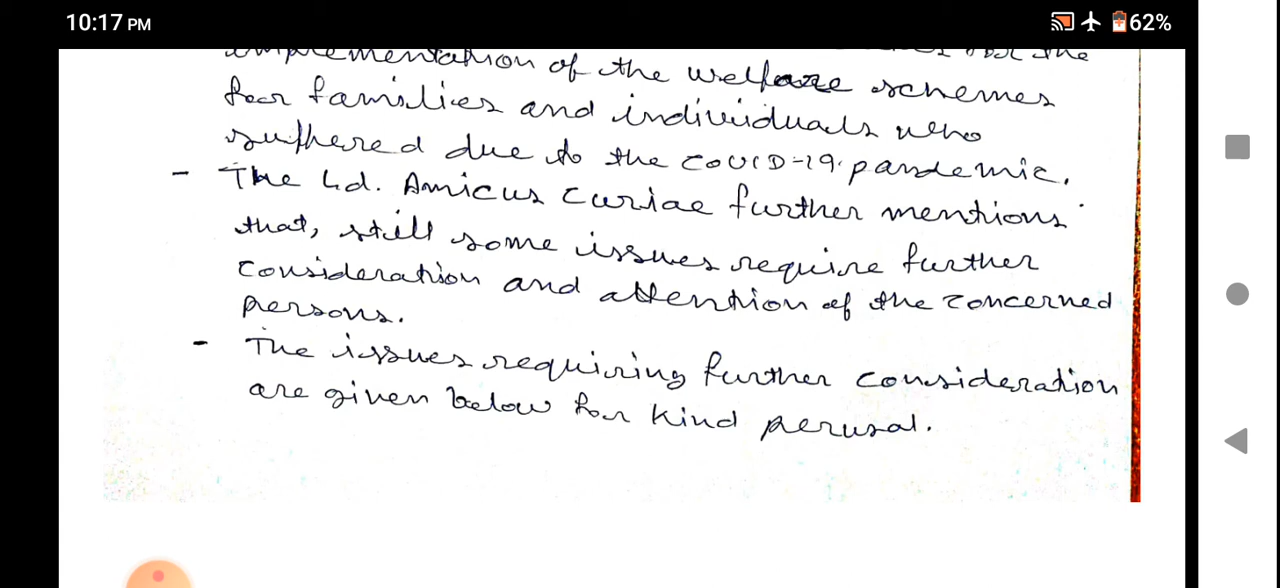 10:17 PM
62%
implementation of the welfare schemes
for families and individuals who
suffered due to the COVID-19. pandemic.
- The Ld. Amicus Curiae further mentions
that, still some issues require further
consideration and attention of the concerned
persons.
- The issues requiring further consideration
are given below for kind perusal.